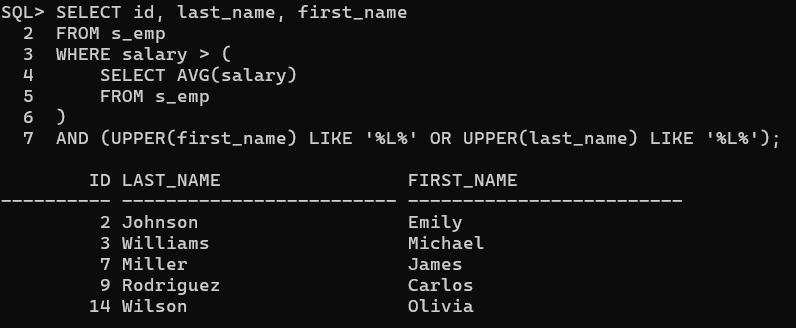 SQL> SELECT id, last_name, first_name
  2  FROM s_emp
  3  WHERE salary > (
  4      SELECT AVG(salary)
  5      FROM s_emp
  6  )
  7  AND (UPPER(first_name) LIKE '%L%' OR UPPER(last_name) LIKE '%L%');
        ID LAST_NAME                 FIRST_NAME
---------- ------------------------- -------------------------
         2 Johnson                   Emily
         3 Williams                  Michael
         7 Miller                    James
         9 Rodriguez                 Carlos
        14 Wilson                    Olivia